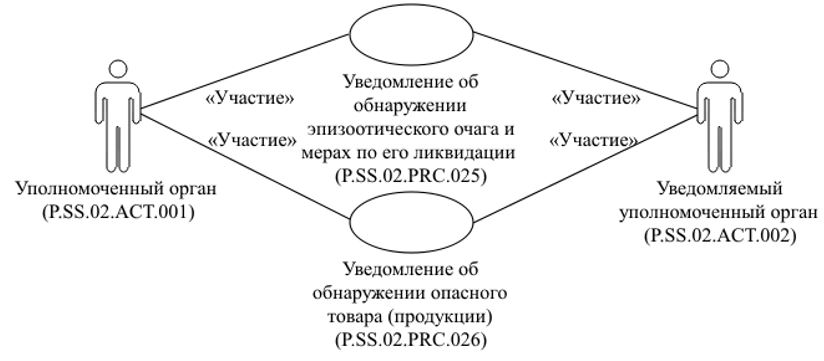 Уведомление об
обнаружении
эпизоотического очага и
мерах по его ликвидации
(P.SS.02.PRC.025)
«Участие»
«Участие»
«Участие»
«Участие»
Уполномоченный орган
(P.SS.02.ACT.001)
Уведомляемый
уполномоченный орган
(P.SS.02.ACT.002)
Уведомление об
обнаружении опасного
товара (продукции)
(P.SS.02.PRC.026)